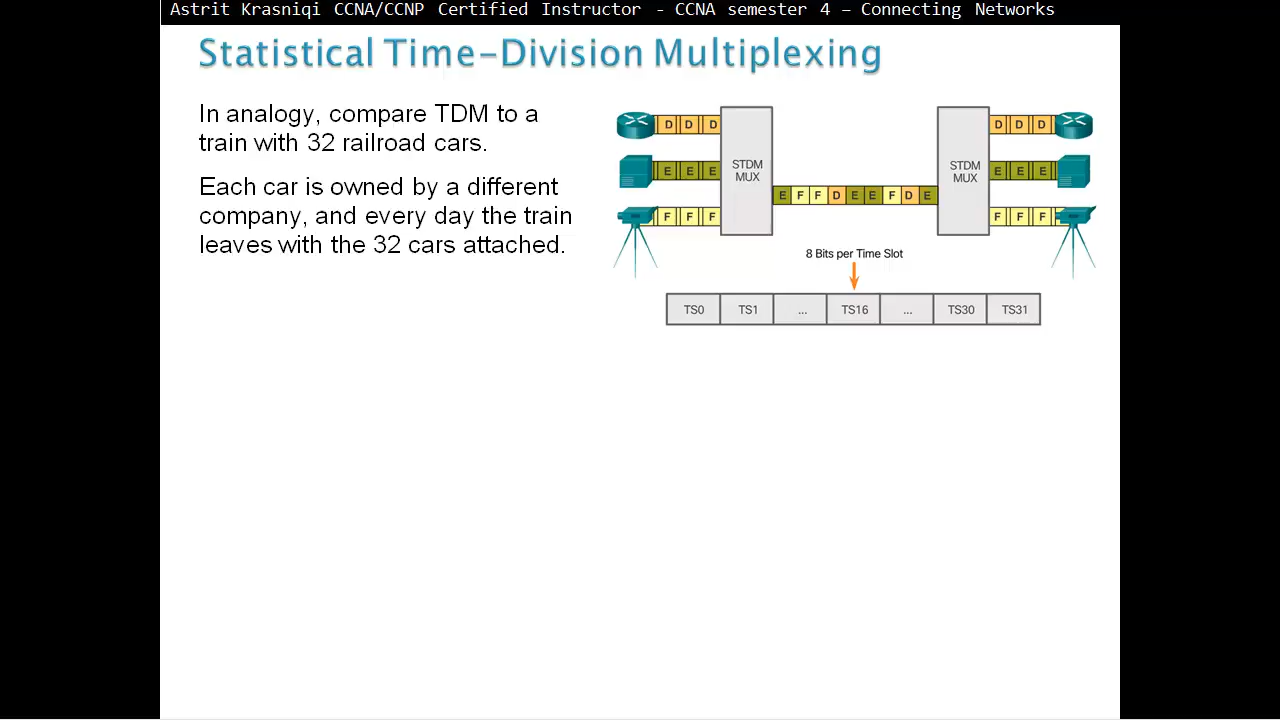 Astrit Krasniqi CCNA/CCNP Certified Instructor - CCNA semester 4 – Connecting Networks
Statistical Time-Division Multiplexing
In analogy, compare TDM to a
train with 32 railroad cars.
Each car is owned by a different
company, and every day the train
leaves with the 32 cars attached.
D D D
E E E
F F F
STDM
MUX
E F F D E E F D E
STDM
MUX
D D D
E E E
F F F
8 Bits per Time Slot
TS0 TS1 ... TS16 ... TS30 TS31